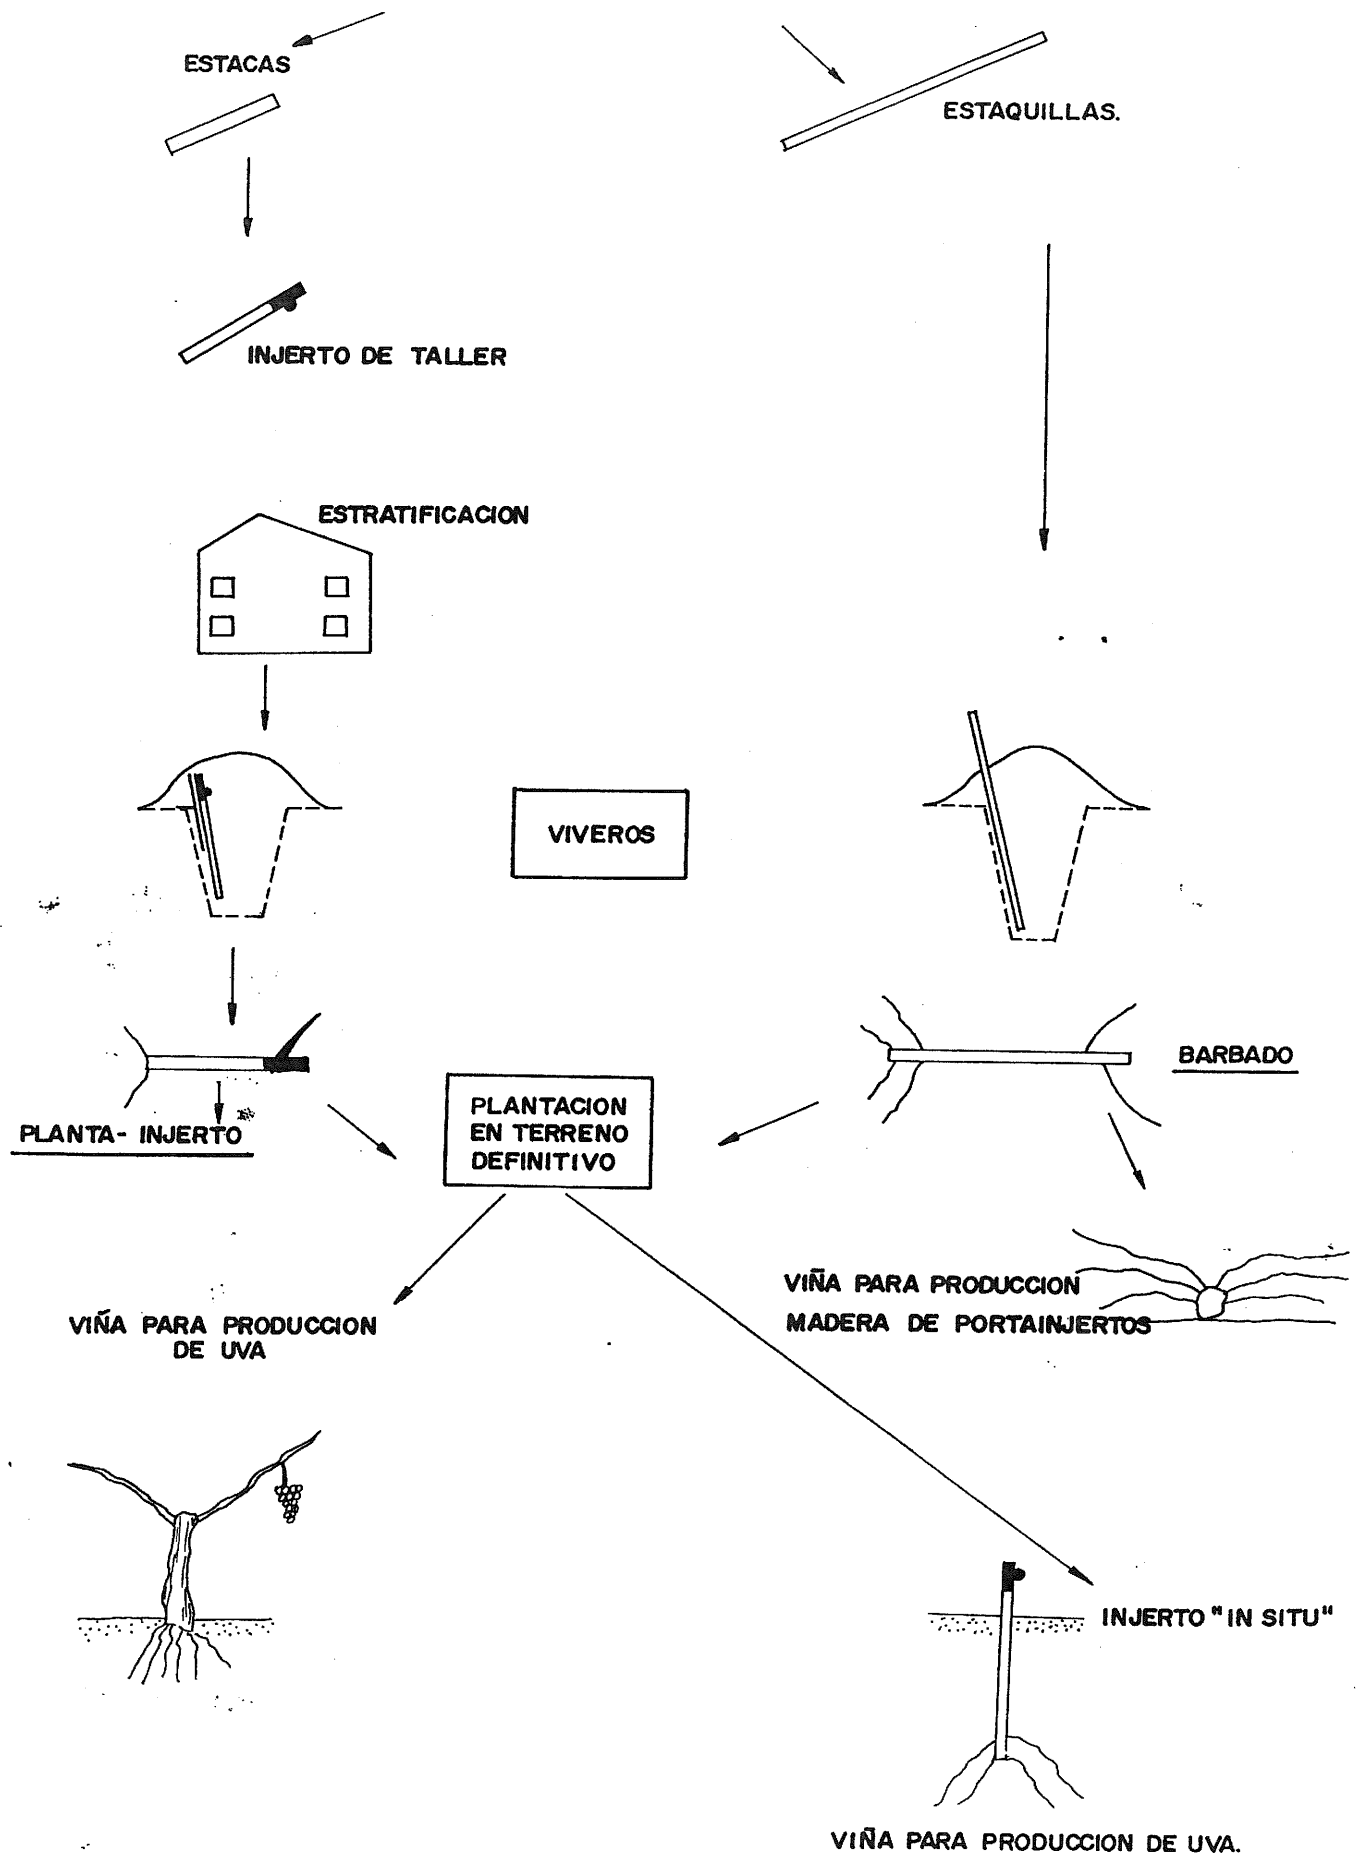 ESTACAS
ESTAQUILLAS.
INJERTO DE TALLER
ESTRATIFICACION
VIVEROS
BARBADO
PLANTACION
EN TERRENO
DEFINITIVO
PLANTA- INJERTO
VIÑA PARA PRODUCCION
MADERA DE PORTAINJERTOS
VIÑA PARA PRODUCCION
DE UVA
INJERTO "IN SITU"
VIÑA PARA PRODUCCION DE UVA.